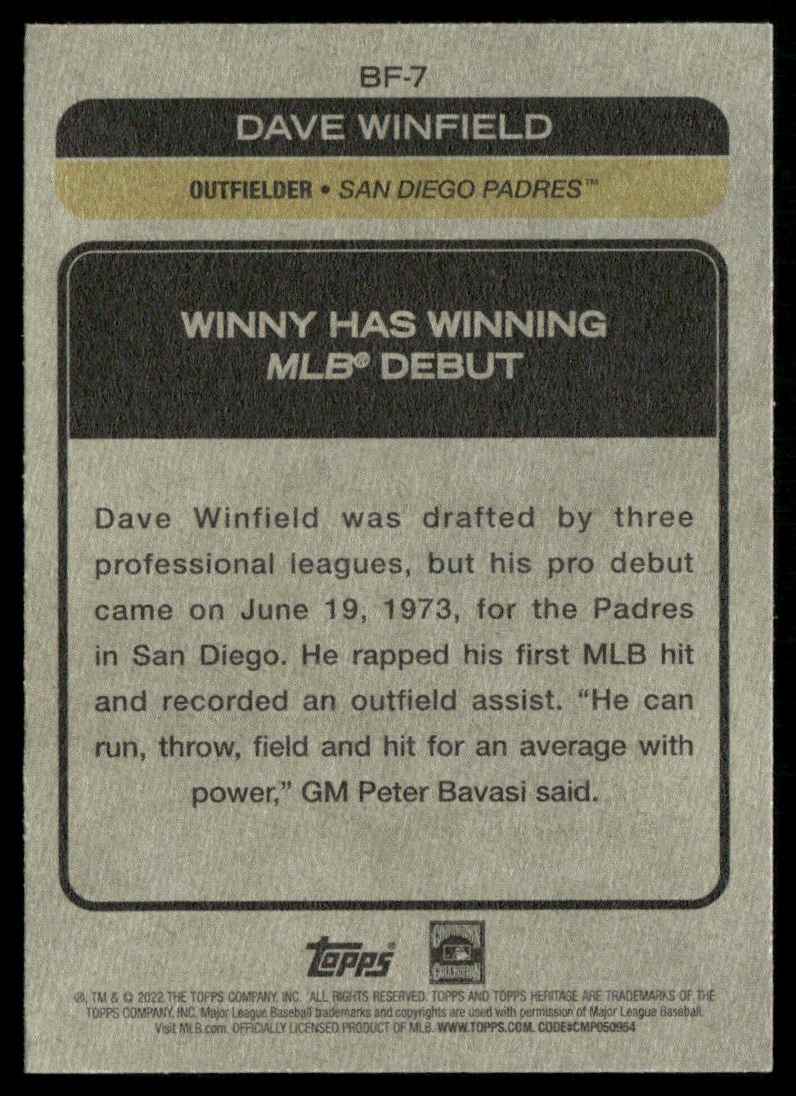 BF-7
DAVE WINFIELD
OUTFIELDER • SAN DIEGO PADRES™
WINNY HAS WINNING
MLB® DEBUT
Dave Winfield was drafted by three
professional leagues, but his pro debut
came on June 19, 1973, for the Padres
in San Diego. He rapped his first MLB hit
and recorded an outfield assist. “He can
run, throw, field and hit for an average with
power,” GM Peter Bavasi said.
topps®
COOPERSTOWN
COLLECTION
®, TM & © 2022 THE TOPPS COMPANY, INC. ALL RIGHTS RESERVED. TOPPS AND TOPPS HERITAGE ARE TRADEMARKS OF THE
TOPPS COMPANY, INC. Major League Baseball trademarks and copyrights are used with permission of Major League Baseball.
Visit MLB.com. OFFICIALLY LICENSED PRODUCT OF MLB. WWW.TOPPS.COM. CODE#CMP050954